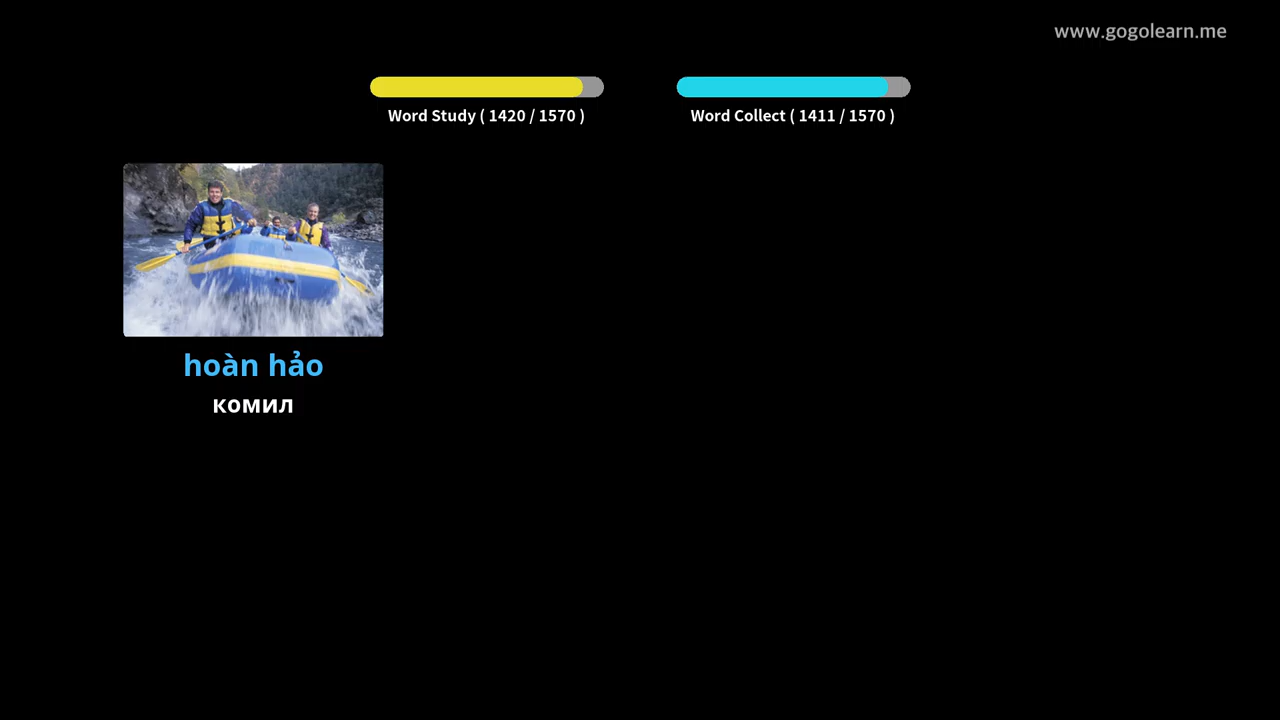 www.gogolearn.me
Word Study ( 1420 / 1570 )
Word Collect ( 1411 / 1570 )
hoàn hảo
комил